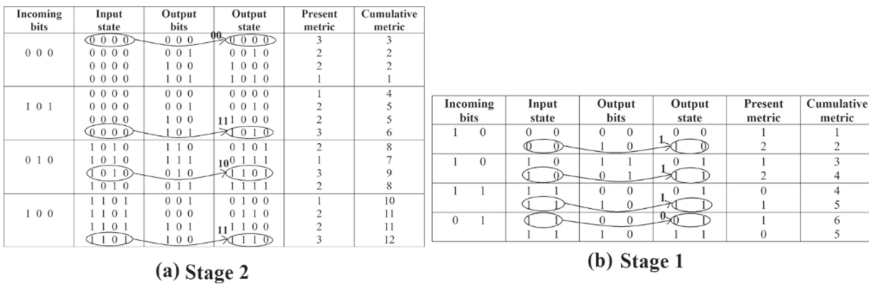 Incoming bits Input state Output bits Output state Present metric Cumulative metric
0 0 0 0 0 0 0 00 0 0 0 0 3 3
0 0 0 0 0 0 0 0 0 1 0 0 1 0 2 2
0 0 0 0 1 0 0 1 0 0 0 2 2
0 0 0 0 1 0 1 1 0 1 0 1 1
0 0 0 0 0 0 0 0 0 0 0 1 4
1 0 1 0 0 0 0 0 0 1 0 0 1 0 2 5
0 0 0 0 1 0 0 11 1 0 0 0 2 5
0 0 0 0 1 0 1 1 0 1 0 3 6
1 0 1 0 1 1 0 0 1 0 1 2 8
0 1 0 1 0 1 0 1 1 1 10 0 1 1 1 1 7
1 0 1 0 0 1 0 1 1 0 1 3 9
1 0 1 0 0 1 1 1 1 1 1 2 8
1 1 0 1 0 0 1 0 1 0 0 1 10
1 0 0 1 1 0 1 0 0 0 0 1 1 0 2 11
1 1 0 1 1 0 1 11 1 1 0 0 2 11
1 1 0 1 1 0 0 1 1 1 0 3 12
(a) Stage 2
Incoming bits Input state Output bits Output state Present metric Cumulative metric
1 0 0 0 0 0 0 0 1 1
0 0 1 0 1 1 0 2 2
1 0 1 0 1 1 0 1 1 3
1 0 0 1 1 1 1 2 4
1 1 1 1 0 0 0 1 0 4
1 1 1 0 1 1 1 1 5
0 1 1 1 0 0 0 0 1 1 6
1 1 1 0 1 1 0 5
(b) Stage 1